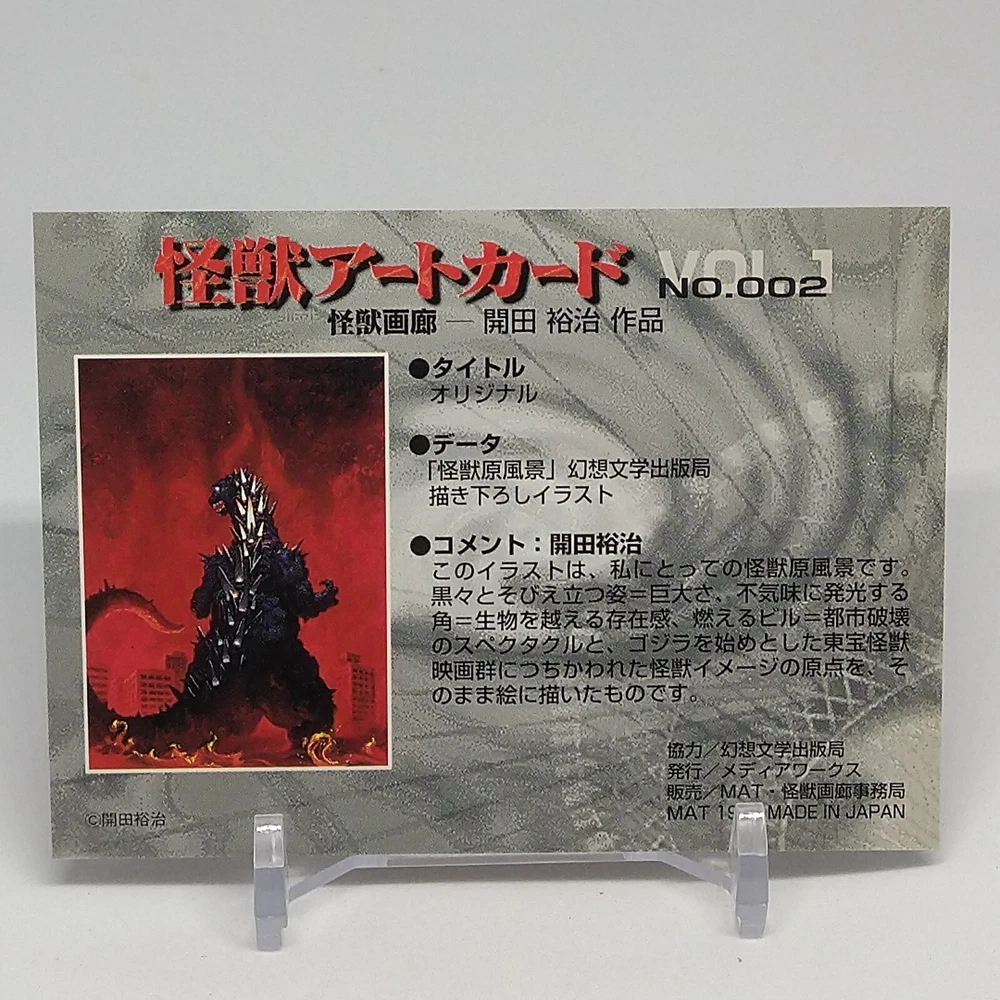 怪獣アートカード
VOL.1
NO.002
怪獣画廊 — 開田 裕治 作品
●タイトル
オリジナル
●データ
「怪獣原風景」幻想文学出版局
描き下ろしイラスト
●コメント：開田裕治
このイラストは、私にとっての怪獣原風景です。
黒々とそびえ立つ姿＝巨大さ、不気味に発光する
角＝生物を越える存在感、燃えるビル＝都市破壊
のスペクタクルと、ゴジラを始めとした東宝怪獣
映画群につちかわれた怪獣イメージの原点を、そ
のまま絵に描いたものです。
協力／幻想文学出版局
発行／メディアワークス
販売／MAT・怪獣画廊事務局
MAT MADE IN JAPAN
©開田裕治